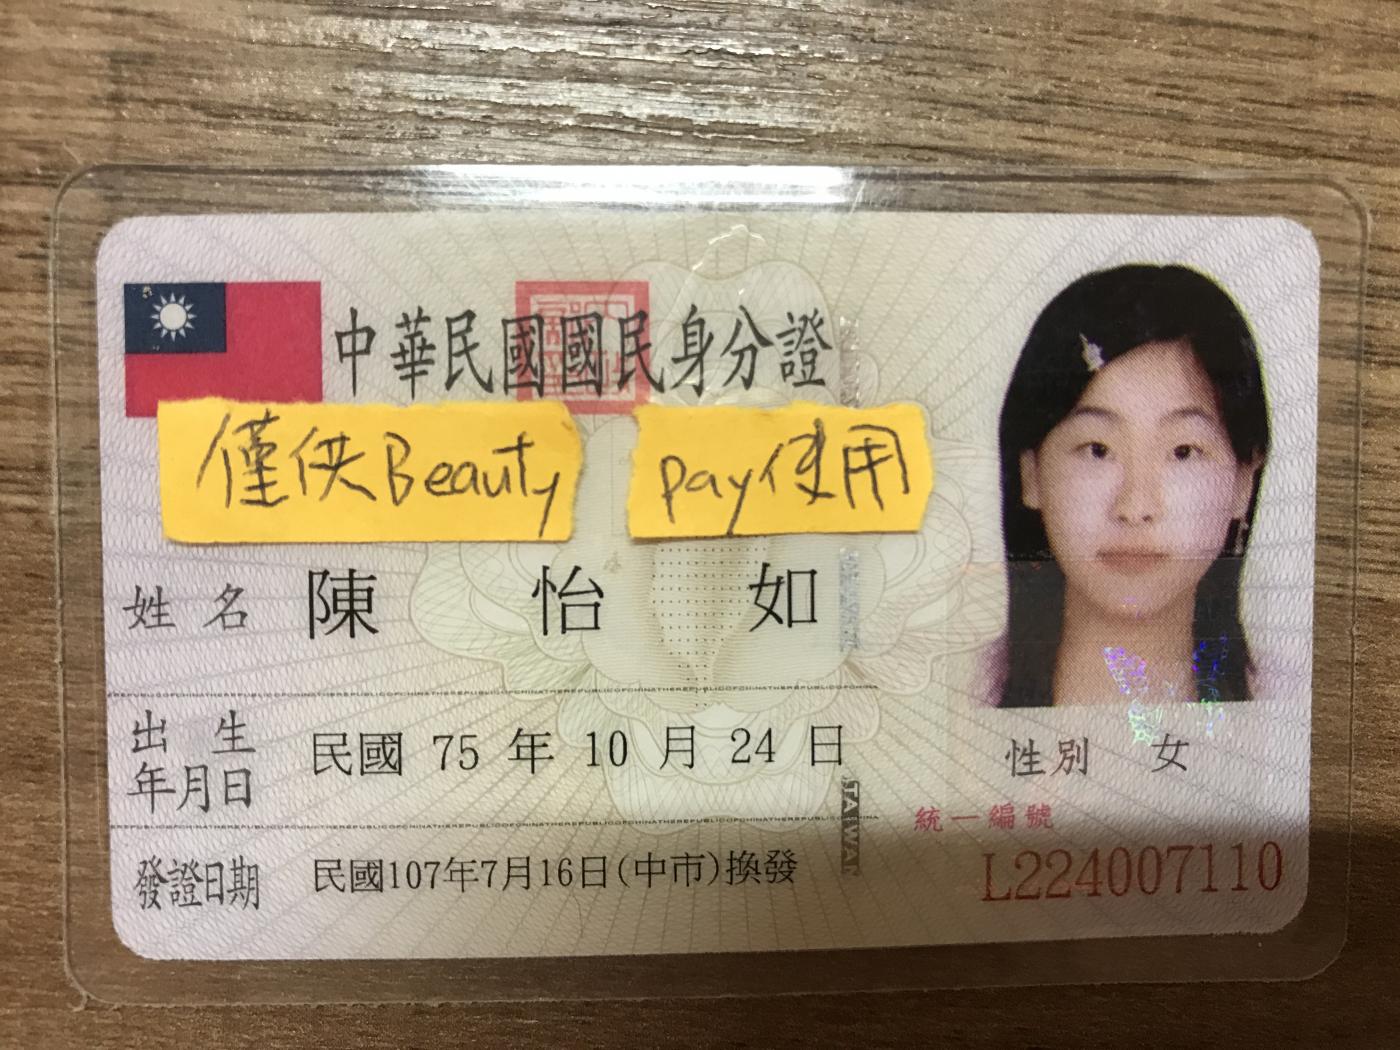 中華民國國民身分證
僅供Beauty pay使用
姓名 陳怡如
出生年月日 民國 75 年 10 月 24 日
性別 女
統一編號
L224007110
發證日期 民國107年7月16日(中市)換發
TAIWAN